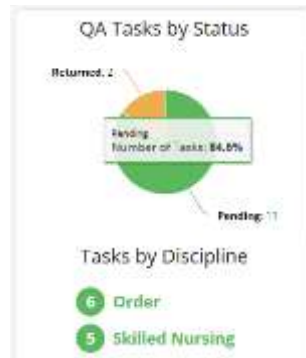 QA Tasks by Status
Returned: 2
Pending
Number of Tasks: 84.6%
Pending: 11
Tasks by Discipline
6 Order
5 Skilled Nursing